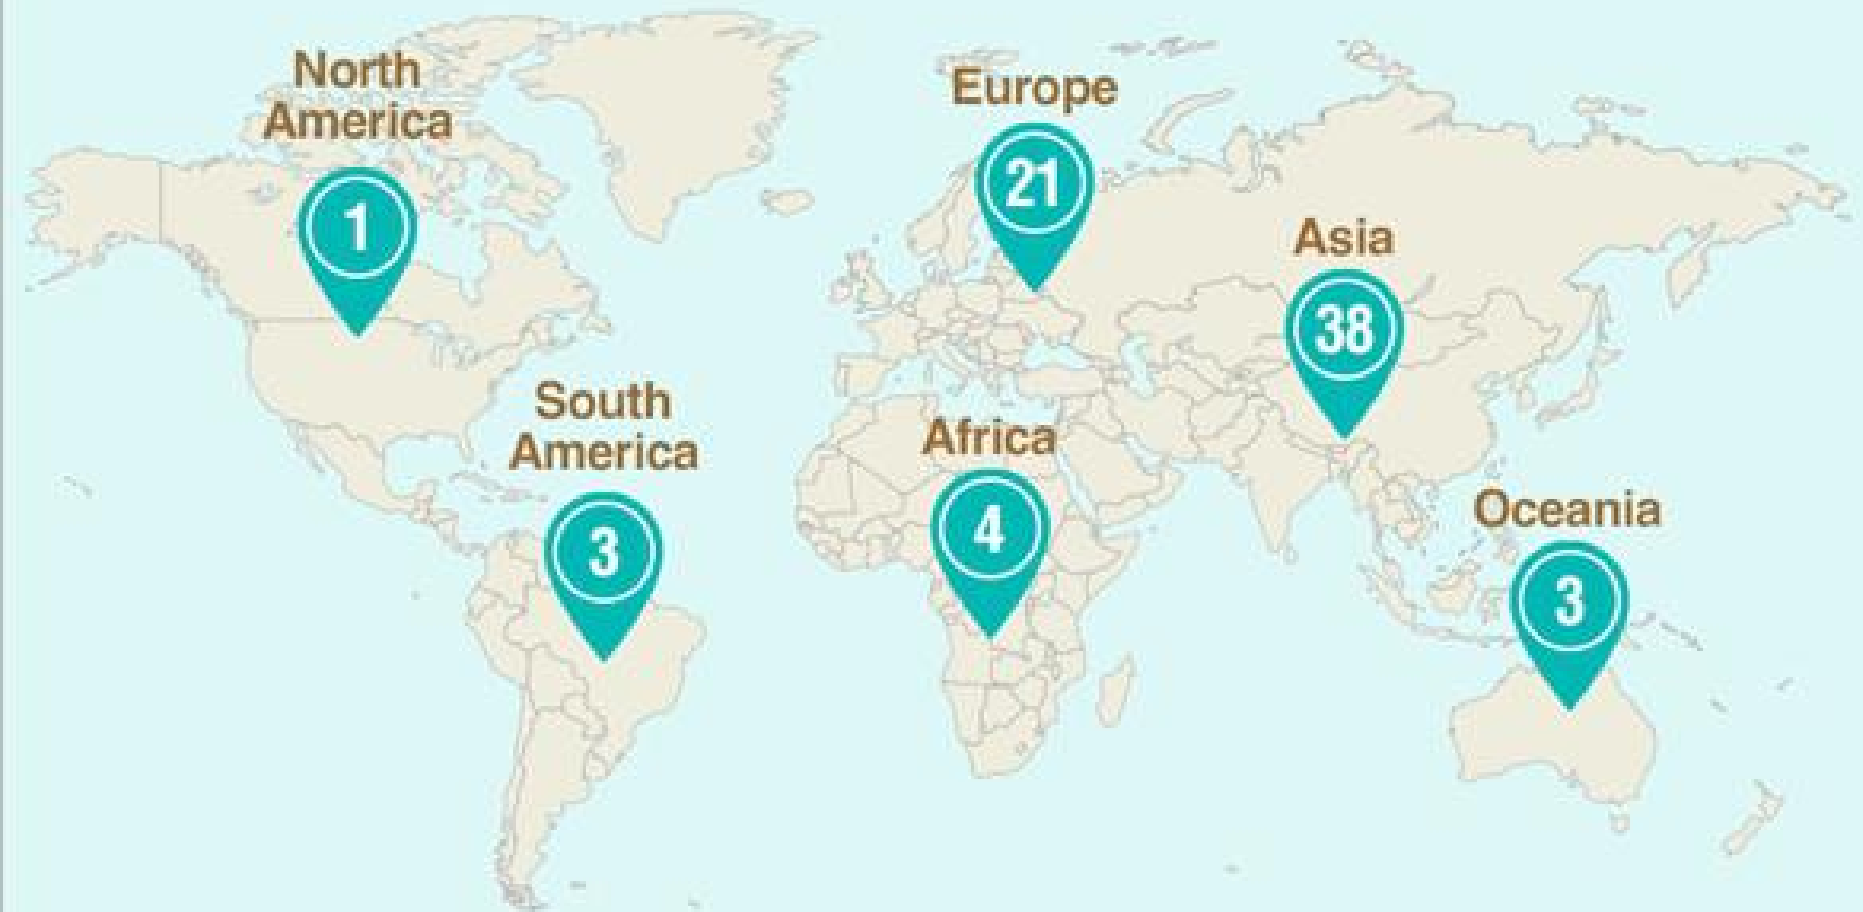 North
America
1
Europe
21
Asia
38
South
America
3
Africa
4
Oceania
3